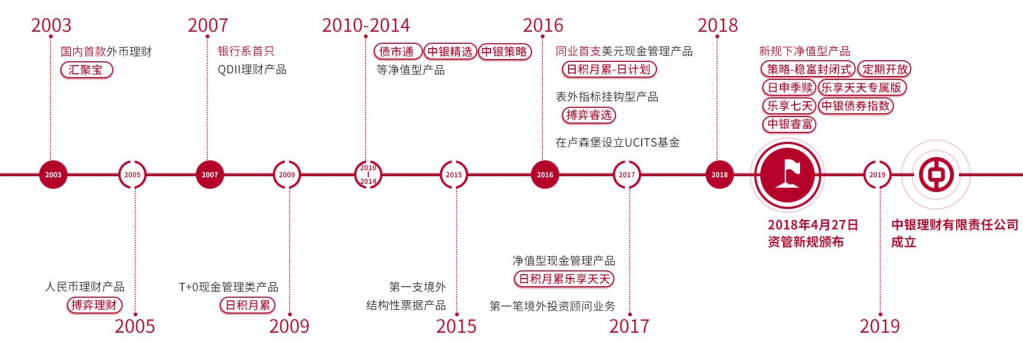 2003
国内首款外币理财
汇聚宝
2007
银行系首只
QDII理财产品
2010-2014
债市通 中银精选 中银策略
等净值型产品
2016
同业首支美元现金管理产品
日积月累-日计划
表外指标挂钩型产品
搏弈睿选
在卢森堡设立UCITS基金
2018
新规下净值型产品
策略-稳富封闭式 定期开放
日申季赎 乐享天天专属版
乐享七天 中银债券指数
中银睿富
2003
2005
2007
2009
2010
2014
2015
2016
2017
2018
2019
2018年4月27日
资管新规颁布
中银理财有限责任公司
成立
人民币理财产品
搏弈理财
2005
T+0现金管理类产品
日积月累
2009
第一支境外
结构性票据产品
2015
净值型现金管理产品
日积月累乐享天天
第一笔境外投资顾问业务
2017
2019